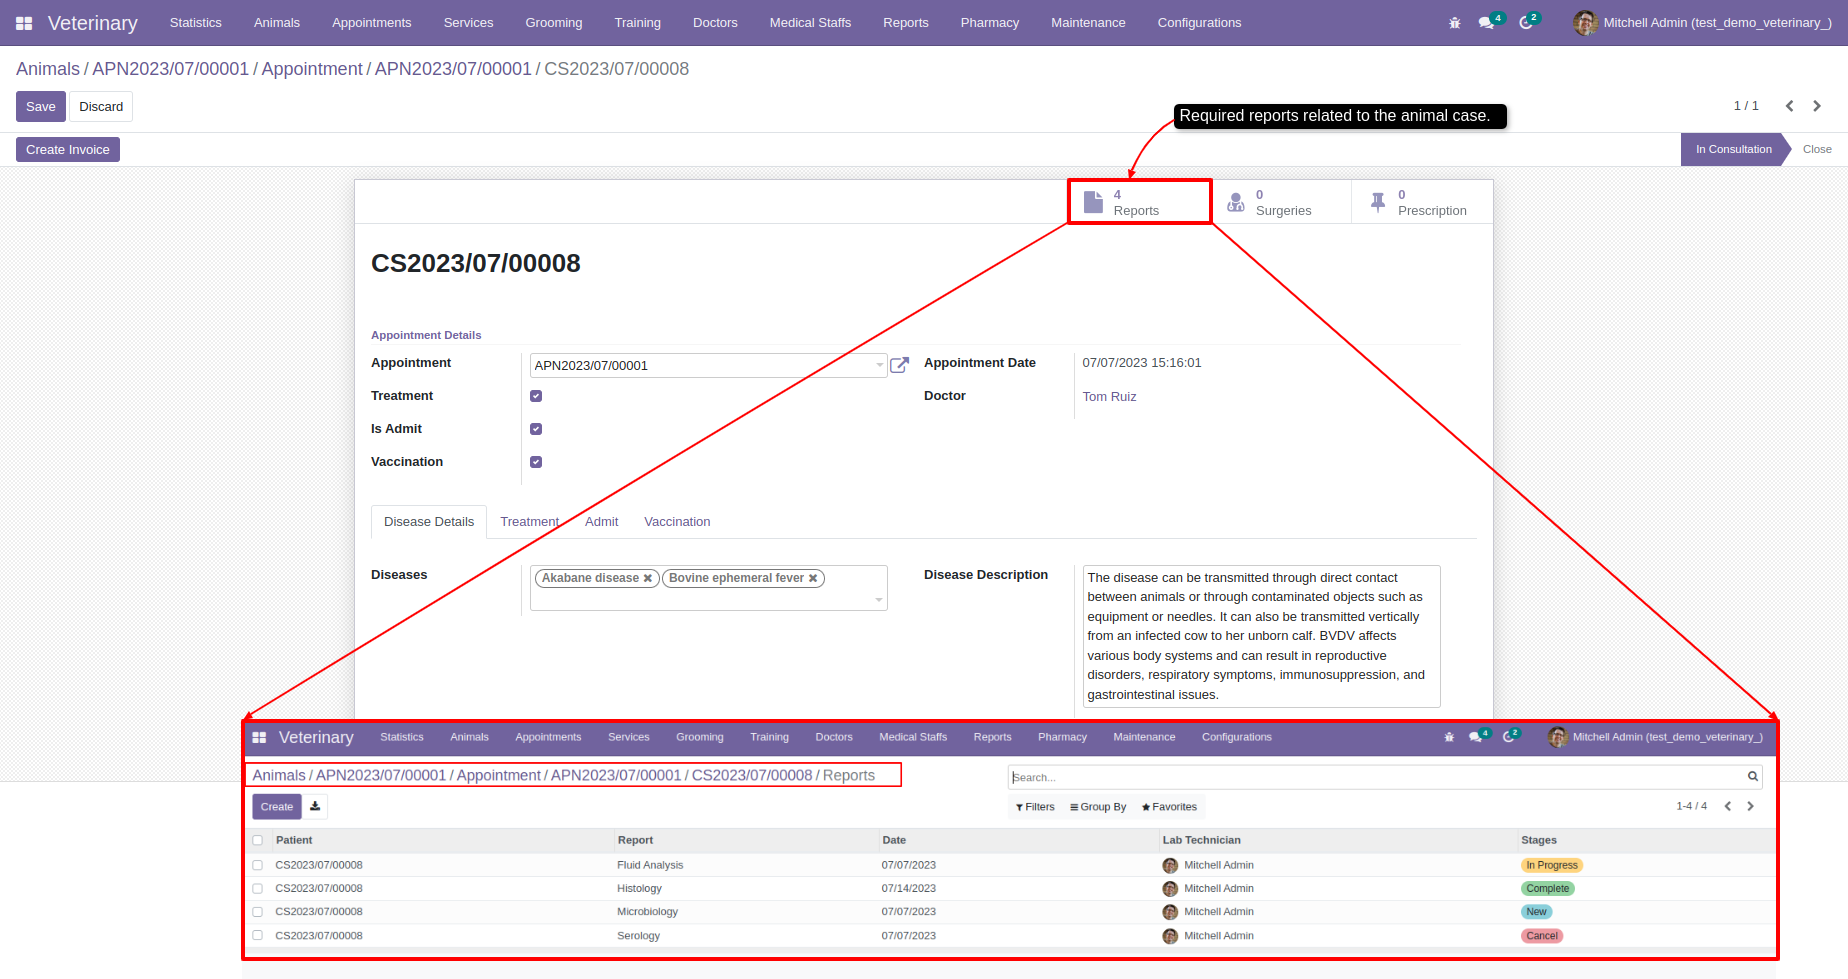 Veterinary Statistics Animals Appointments Services Grooming Training Doctors Medical Staffs Reports Pharmacy Maintenance Configurations 4 2 Mitchell Admin (test_demo_veterinary_)
Animals / APN2023/07/00001 / Appointment / APN2023/07/00001 / CS2023/07/00008
Save Discard 1 / 1
Required reports related to the animal case.
Create Invoice In Consultation Close
4 Reports
0 Surgeries
0 Prescription
CS2023/07/00008
Appointment Details
Appointment APN2023/07/00001 Appointment Date 07/07/2023 15:16:01
Treatment Doctor Tom Ruiz
Is Admit
Vaccination
Disease Details Treatment Admit Vaccination
Diseases Akabane disease ✖ Bovine ephemeral fever ✖
Disease Description
The disease can be transmitted through direct contact
between animals or through contaminated objects such as
equipment or needles. It can also be transmitted vertically
from an infected cow to her unborn calf. BVDV affects
various body systems and can result in reproductive
disorders, respiratory symptoms, immunosuppression, and
gastrointestinal issues.
Veterinary Statistics Animals Appointments Services Grooming Training Doctors Medical Staffs Reports Pharmacy Maintenance Configurations 4 2 Mitchell Admin (test_demo_veterinary_)
Animals / APN2023/07/00001 / Appointment / APN2023/07/00001 / CS2023/07/00008 / Reports
Search...
Create Filters Group By Favorites 1-4 / 4
Patient Report Date Lab Technician Stages
CS2023/07/00008 Fluid Analysis 07/07/2023 Mitchell Admin In Progress
CS2023/07/00008 Histology 07/14/2023 Mitchell Admin Complete
CS2023/07/00008 Microbiology 07/07/2023 Mitchell Admin New
CS2023/07/00008 Serology 07/07/2023 Mitchell Admin Cancel